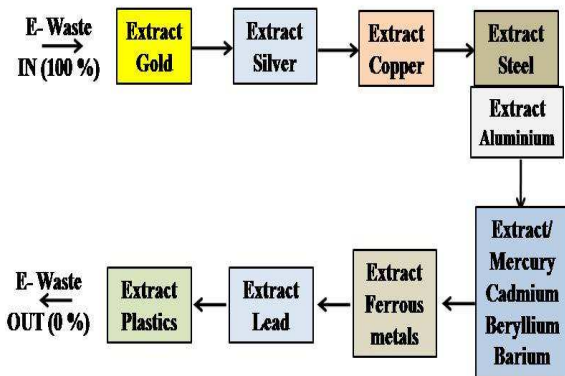 E- Waste
IN (100 %)
Extract
Gold
Extract
Silver
Extract
Copper
Extract
Steel
Extract
Aluminium
Extract/
Mercury
Cadmium
Beryllium
Barium
Extract
Ferrous
metals
Extract
Lead
Extract
Plastics
E- Waste
OUT (0 %)